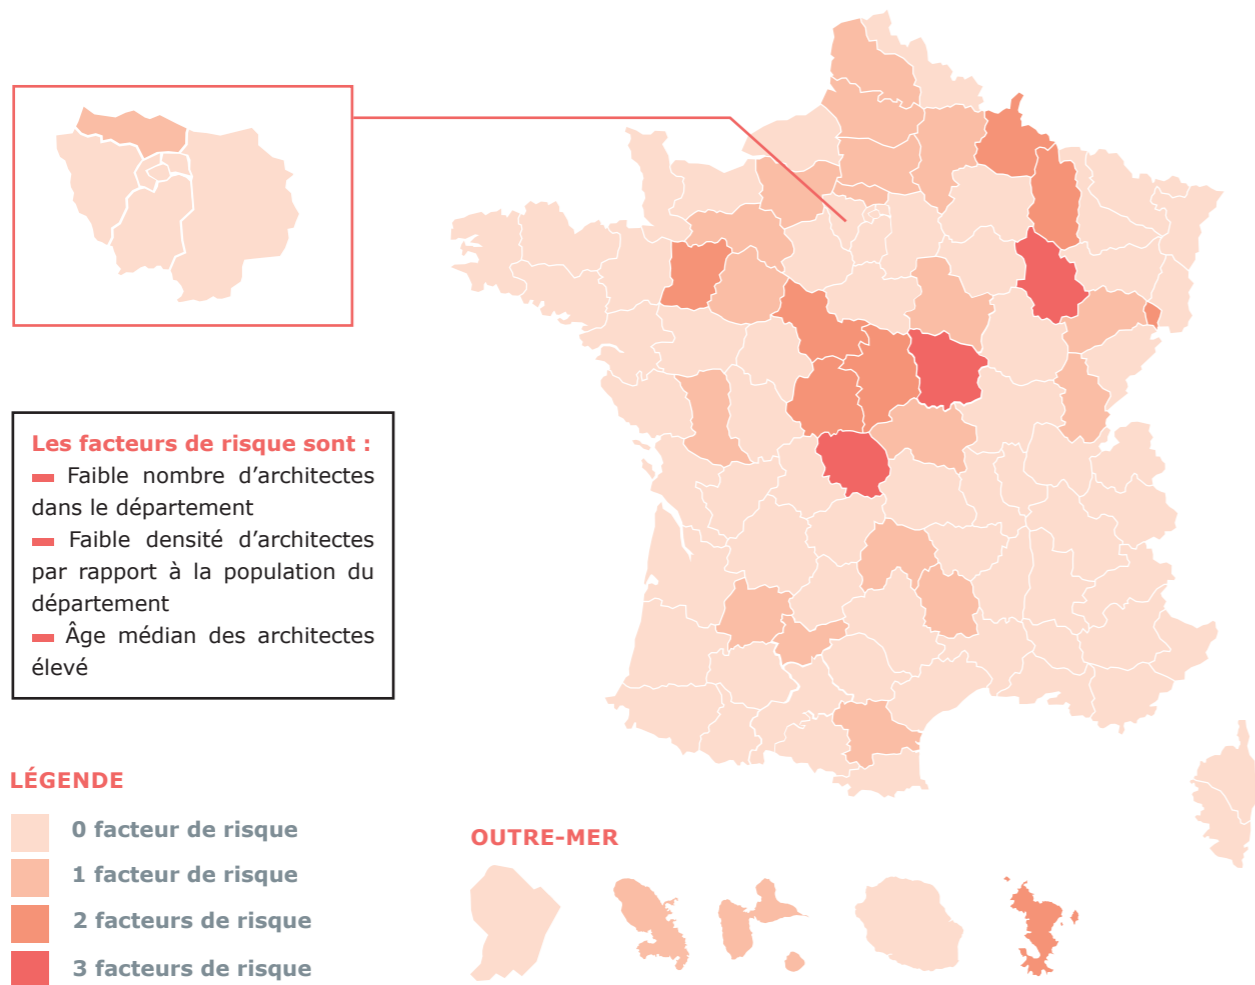 Les facteurs de risque sont :
Faible nombre d’architectes
dans le département
Faible densité d’architectes
par rapport à la population du
département
Âge médian des architectes
élevé
LÉGENDE
0 facteur de risque
1 facteur de risque
2 facteurs de risque
3 facteurs de risque
OUTRE-MER